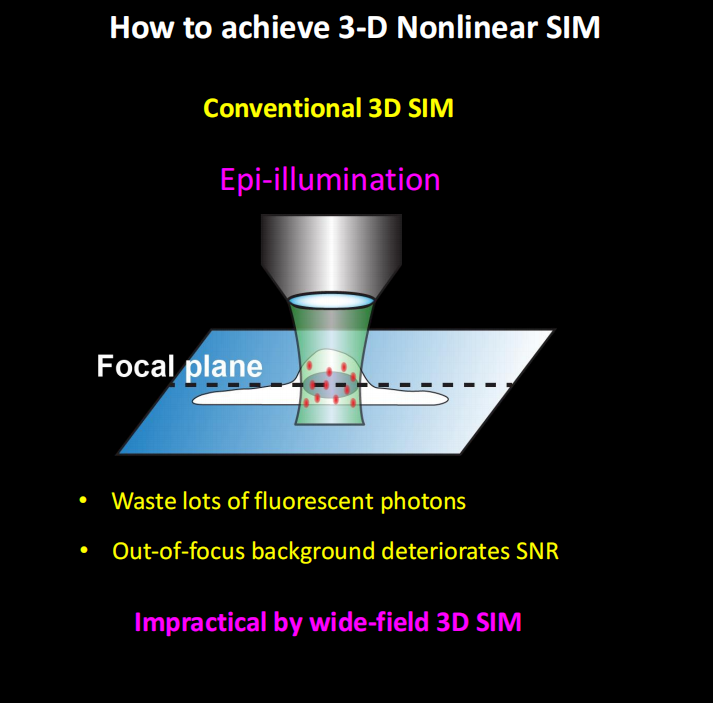 How to achieve 3-D Nonlinear SIM
Conventional 3D SIM
Epi-illumination
Focal plane
• Waste lots of fluorescent photons
• Out-of-focus background deteriorates SNR
Impractical by wide-field 3D SIM